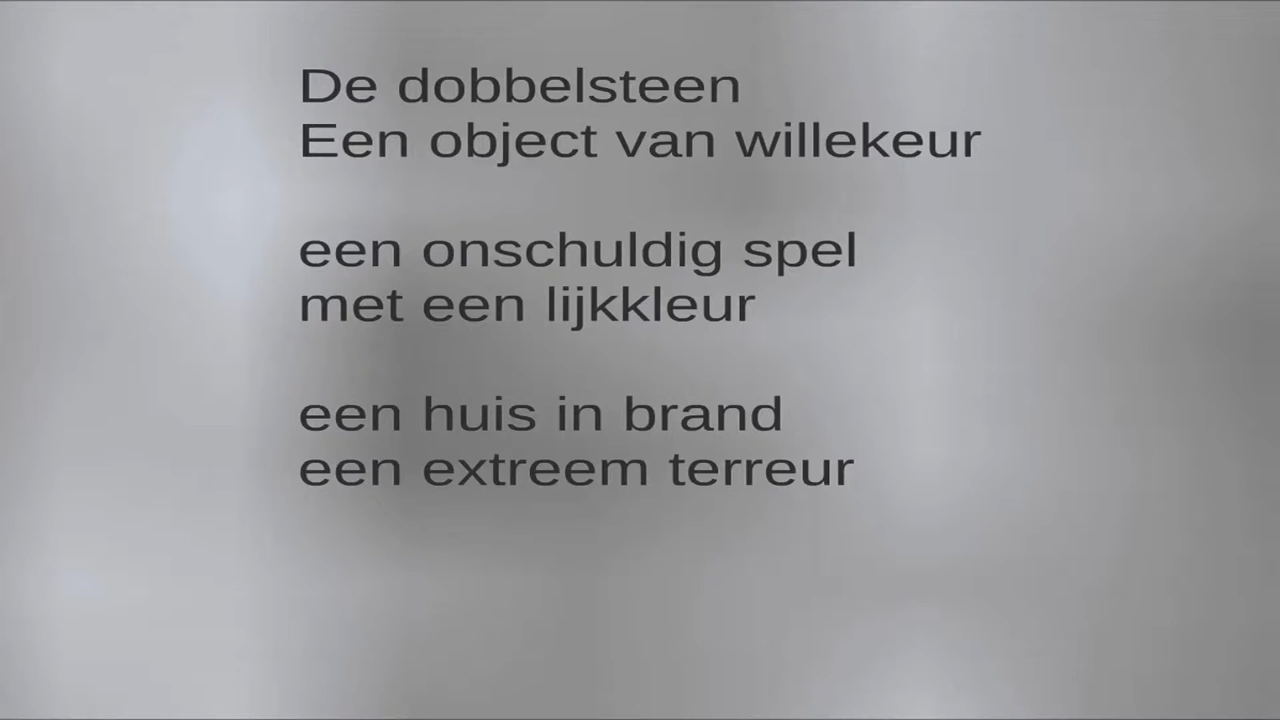 De dobbelsteen
Een object van willekeur
een onschuldig spel
met een lijkkleur
een huis in brand
een extreem terreur